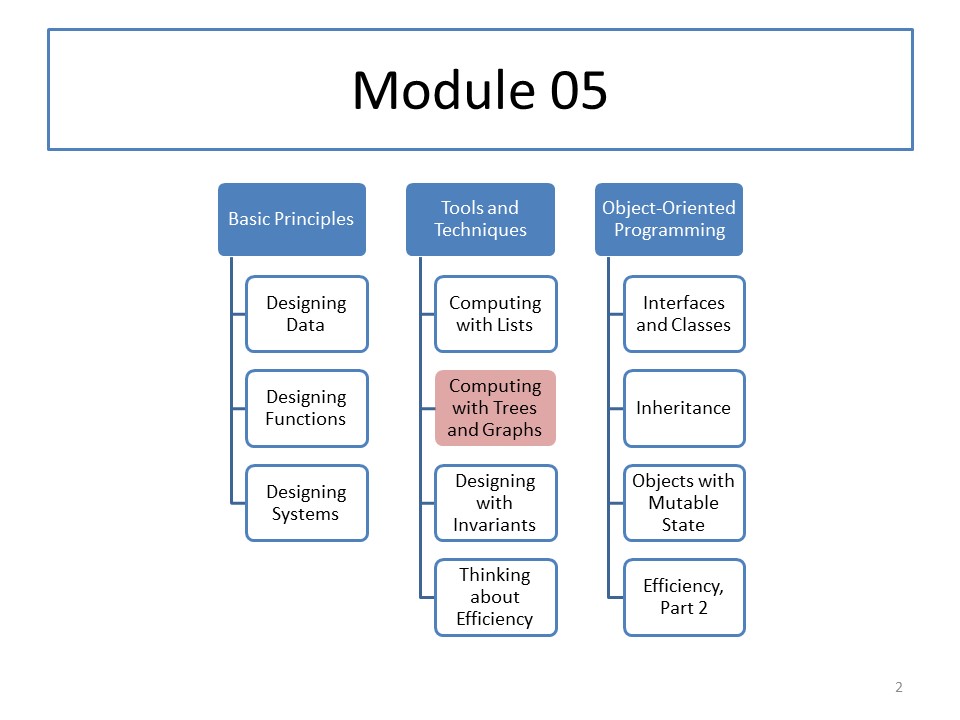 Module 05
Basic Principles
Designing
Data
Designing
Functions
Designing
Systems
Tools and
Techniques
Computing
with Lists
Computing
with Trees
and Graphs
Designing
with
Invariants
Thinking
about
Efficiency
Object-Oriented
Programming
Interfaces
and Classes
Inheritance
Objects with
Mutable
State
Efficiency,
Part 2
2